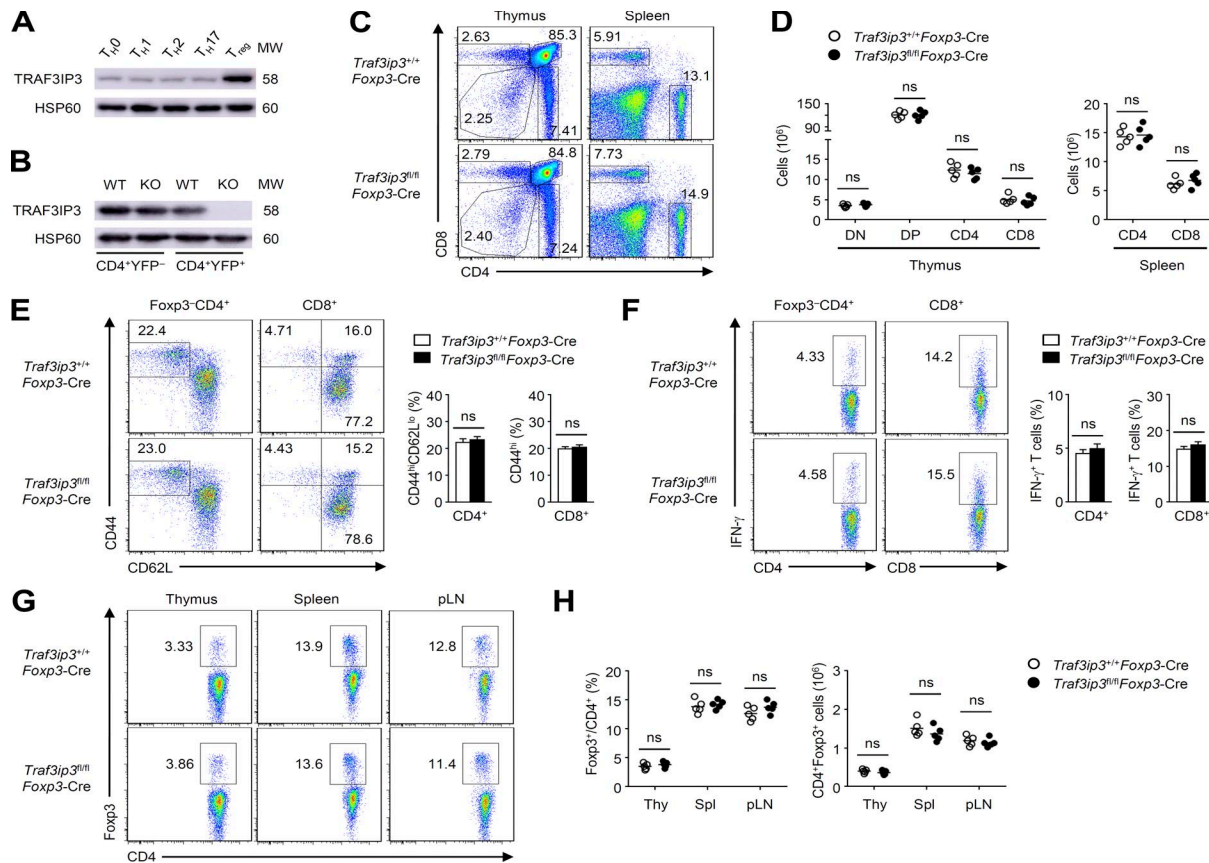 A
T_H0 T_H1 T_H2 T_H17 T_reg MW
TRAF3IP3 58
HSP60 60
B
WT KO WT KO MW
TRAF3IP3 58
HSP60 60
CD4⁺YFP⁻ CD4⁺YFP⁺
C
Thymus Spleen
Traf3ip3⁺/⁺
Foxp3-Cre
2.63 85.3 5.91
13.1
2.25 7.41
Traf3ip3ᶠˡ/ᶠˡ
Foxp3-Cre
2.79 84.8 7.73
14.9
2.40 7.24
CD8
CD4
D
Traf3ip3⁺/⁺Foxp3-Cre
Traf3ip3ᶠˡ/ᶠˡFoxp3-Cre
Cells (10⁶)
150
90
20
15
10
5
0
ns ns ns ns
DN DP CD4 CD8
Thymus
Cells (10⁶)
20
15
10
5
0
ns ns
CD4 CD8
Spleen
E
Foxp3⁻CD4⁺ CD8⁺
Traf3ip3⁺/⁺
Foxp3-Cre
22.4 4.71 16.0
77.2
Traf3ip3ᶠˡ/ᶠˡ
Foxp3-Cre
23.0 4.43 15.2
78.6
CD44
CD62L
Traf3ip3⁺/⁺Foxp3-Cre
Traf3ip3ᶠˡ/ᶠˡFoxp3-Cre
CD44ʰⁱCD62Lˡᵒ (%)
40
30
20
10
0
ns
CD4⁺
CD44ʰⁱ (%)
40
30
20
10
0
ns
CD8⁺
F
Foxp3⁻CD4⁺ CD8⁺
Traf3ip3⁺/⁺
Foxp3-Cre
4.33 14.2
Traf3ip3ᶠˡ/ᶠˡ
Foxp3-Cre
4.58 15.5
IFN-γ
CD4 CD8
Traf3ip3⁺/⁺Foxp3-Cre
Traf3ip3ᶠˡ/ᶠˡFoxp3-Cre
IFN-γ⁺ T cells (%)
10
5
0
ns
CD4⁺
IFN-γ⁺ T cells (%)
30
20
10
0
ns
CD8⁺
G
Thymus Spleen pLN
Traf3ip3⁺/⁺
Foxp3-Cre
3.33 13.9 12.8
Traf3ip3ᶠˡ/ᶠˡ
Foxp3-Cre
3.86 13.6 11.4
Foxp3
CD4
H
Foxp3⁺/CD4⁺ (%)
20
15
10
5
0
ns ns ns
Thy Spl pLN
CD4⁺Foxp3⁺ cells (10⁶)
3
2
1
0
ns ns ns
Thy Spl pLN
Traf3ip3⁺/⁺Foxp3-Cre
Traf3ip3ᶠˡ/ᶠˡFoxp3-Cre